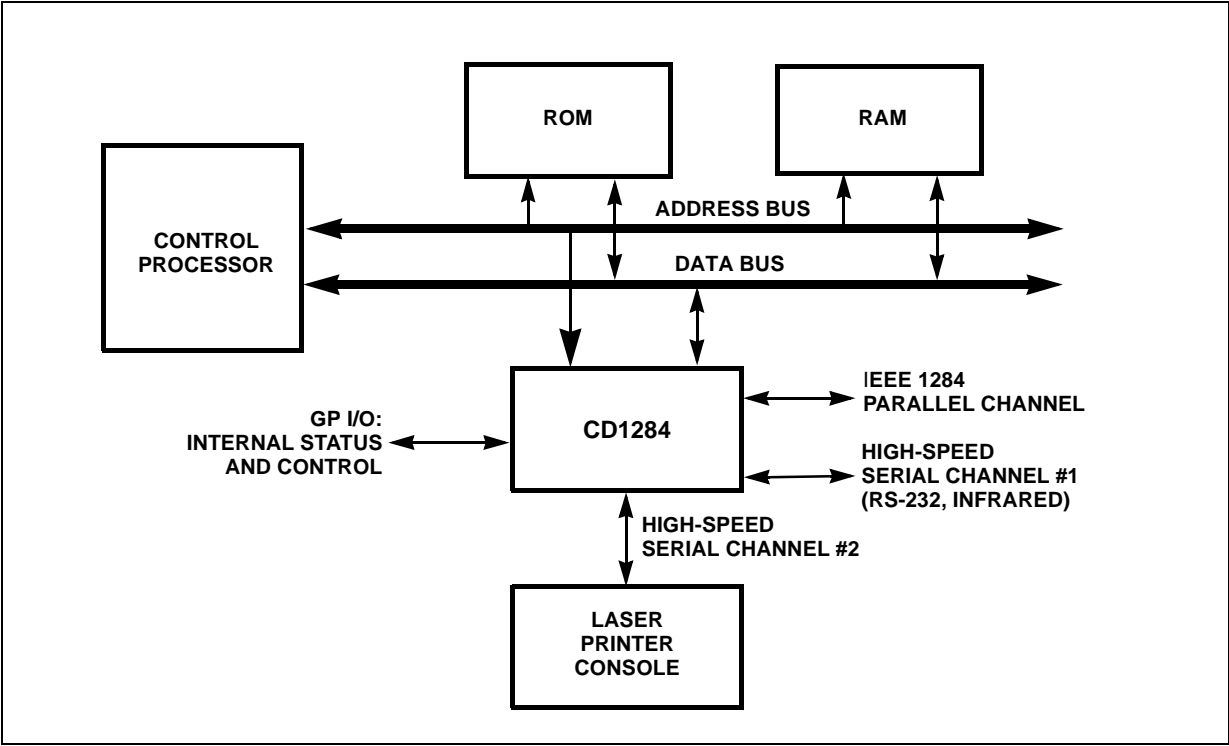 ROM
RAM
CONTROL
PROCESSOR
ADDRESS BUS
DATA BUS
CD1284
GP I/O:
INTERNAL STATUS
AND CONTROL
IEEE 1284
PARALLEL CHANNEL
HIGH-SPEED
SERIAL CHANNEL #1
(RS-232, INFRARED)
HIGH-SPEED
SERIAL CHANNEL #2
LASER
PRINTER
CONSOLE